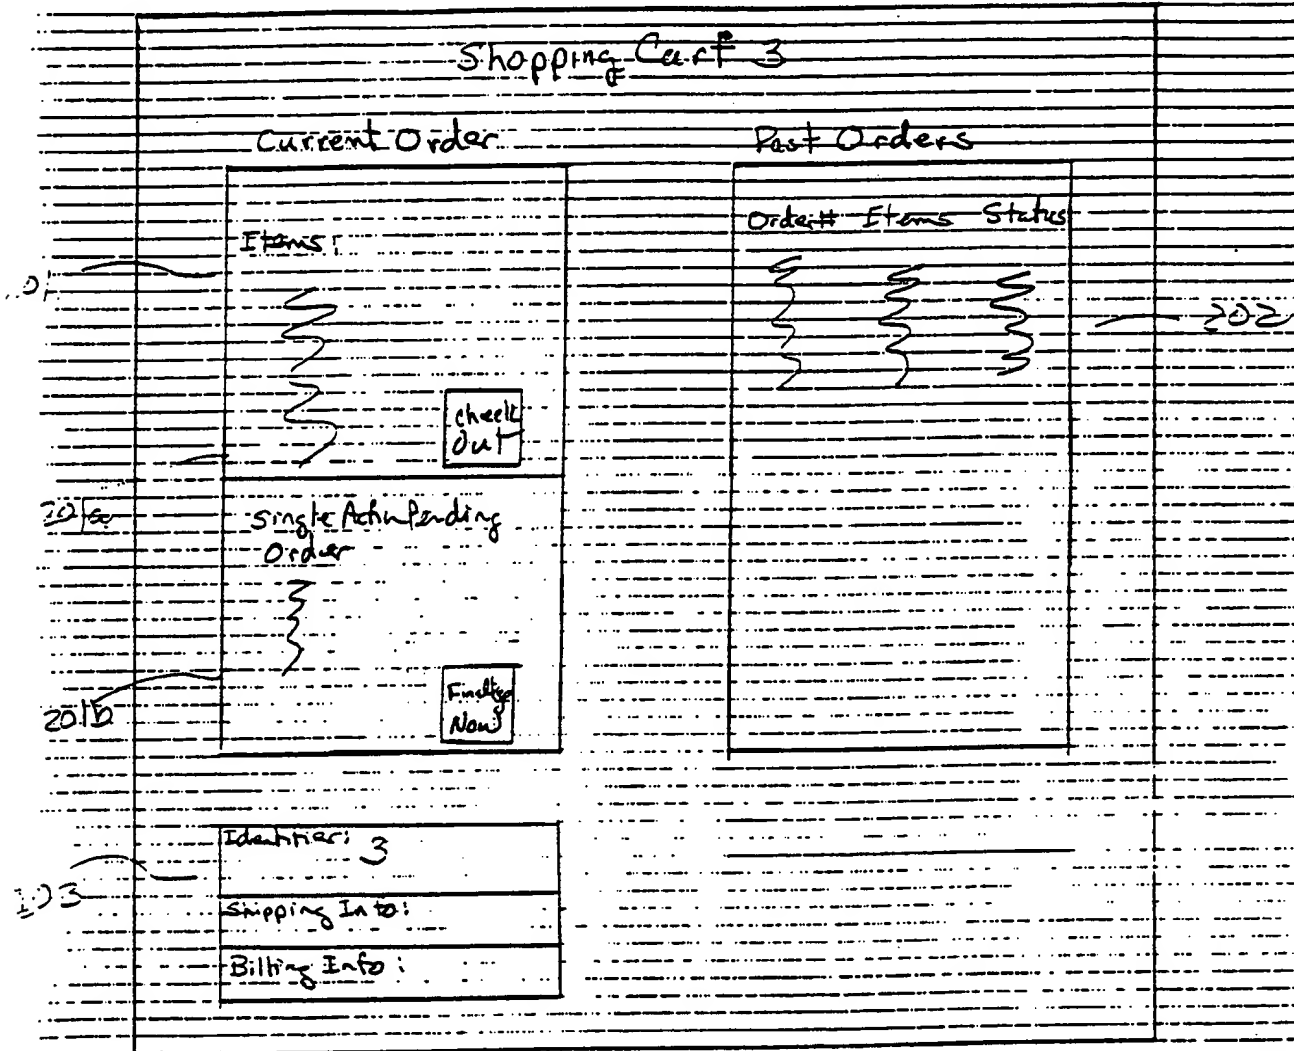 Shopping Cart 3
Current Order
Past Orders
Items:
Order# Items Status
202
Check
Out
Single Action Pending
Order
Finalize
Now
201b
Identifier: 3
103
Shipping Info:
Billing Info: